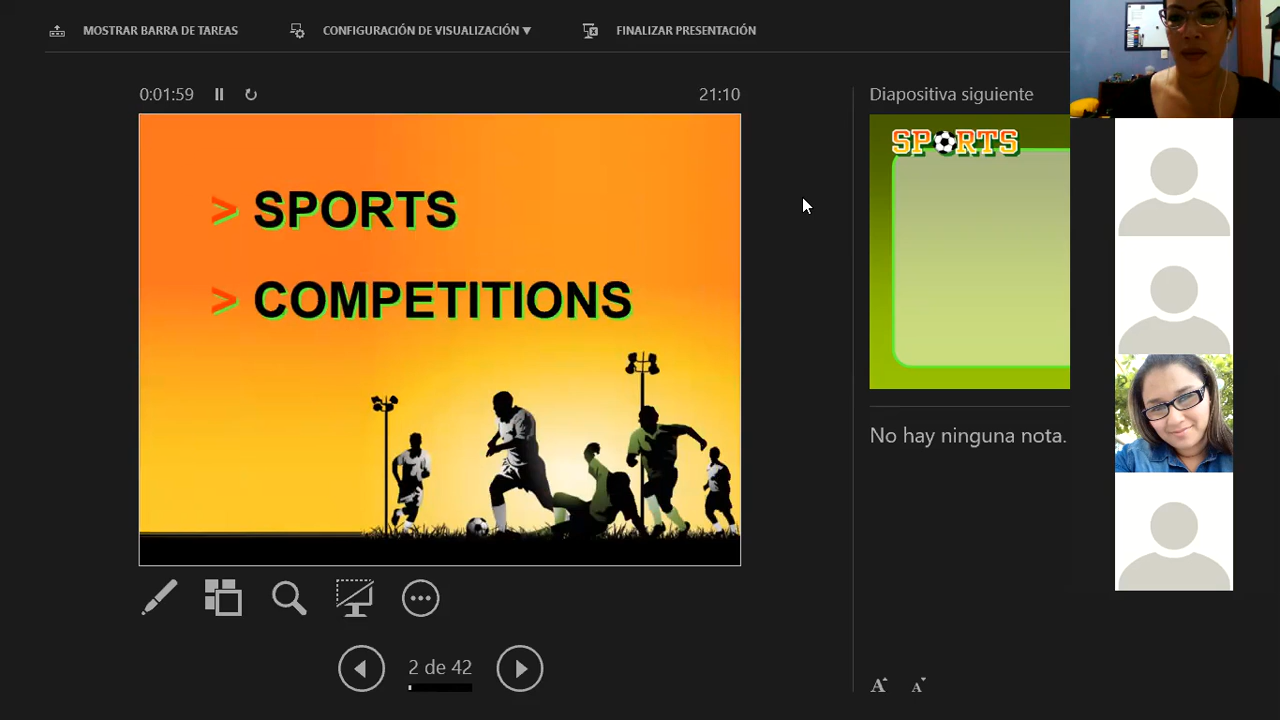 MOSTRAR BARRA DE TAREAS CONFIGURACIÓN DE VISUALIZACIÓN ▼ FINALIZAR PRESENTACIÓN
0:01:59 21:10
> SPORTS
> COMPETITIONS
2 de 42
Diapositiva siguiente
SPORTS
No hay ninguna nota.
A A